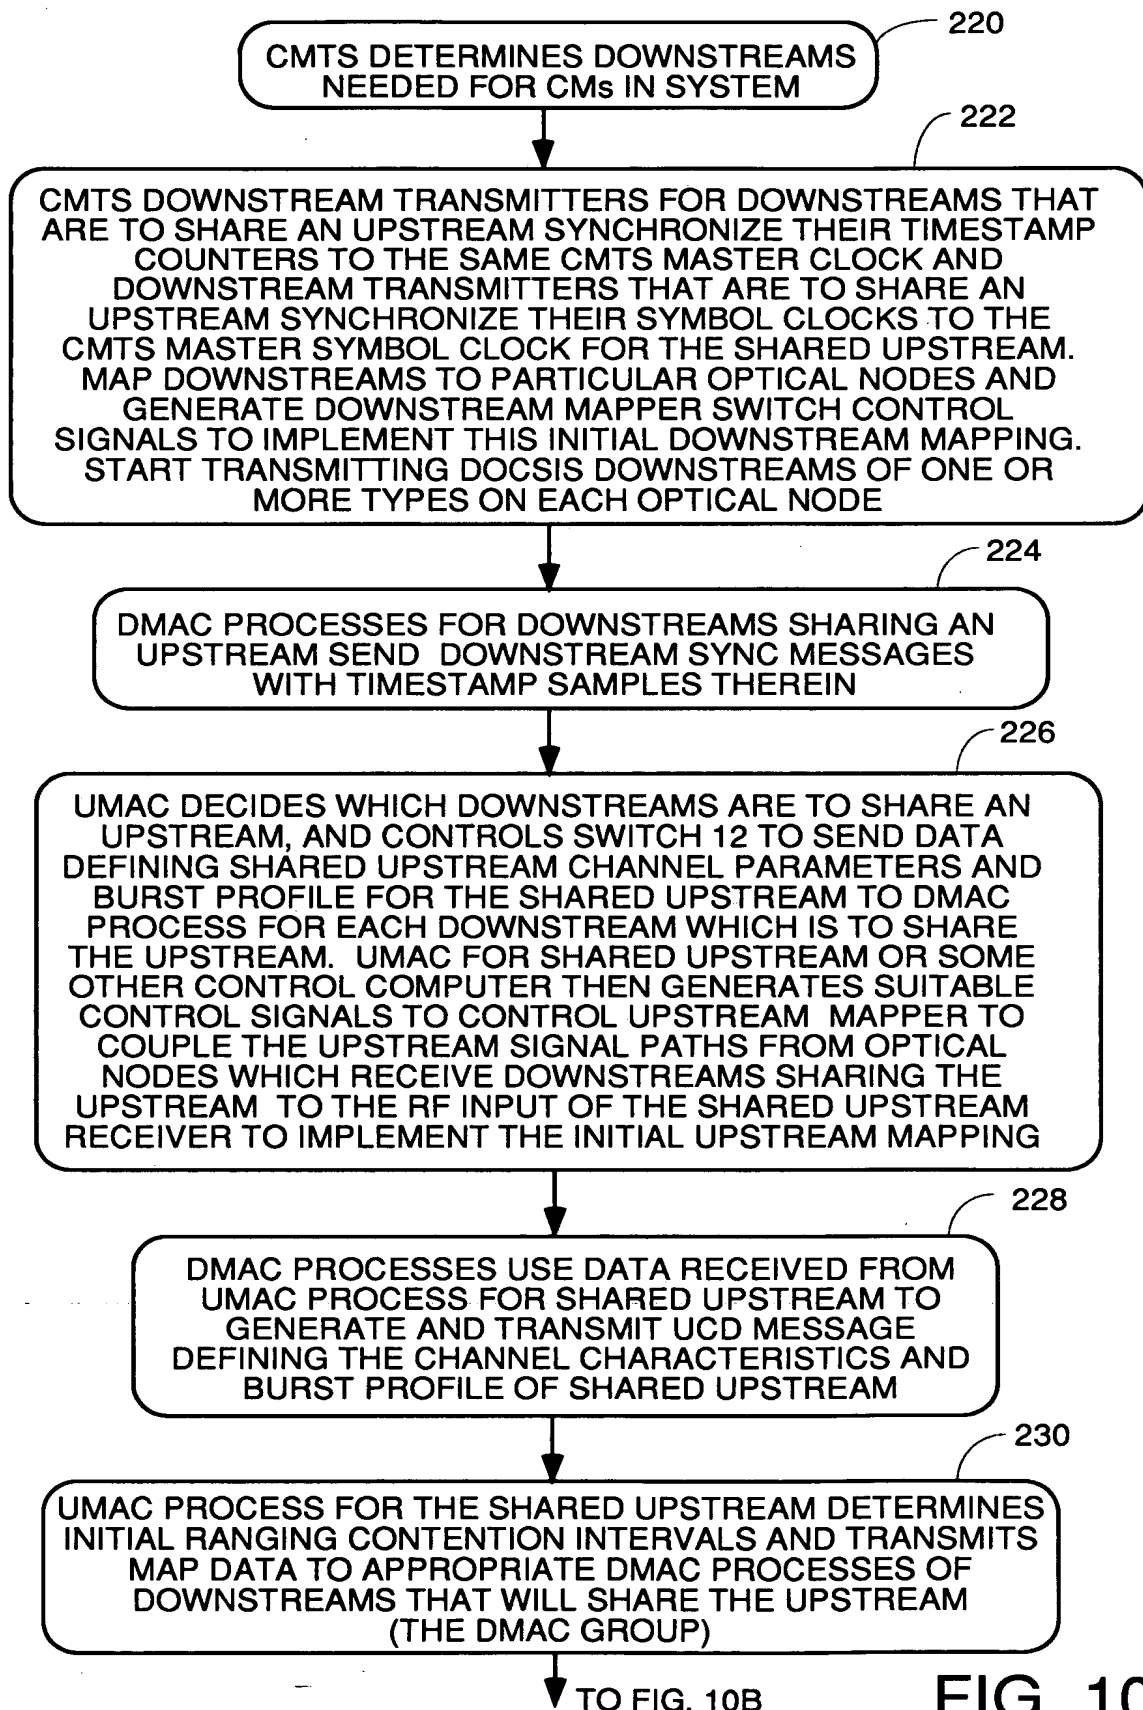 220
CMTS DETERMINES DOWNSTREAMS
NEEDED FOR CMs IN SYSTEM
222
CMTS DOWNSTREAM TRANSMITTERS FOR DOWNSTREAMS THAT
ARE TO SHARE AN UPSTREAM SYNCHRONIZE THEIR TIMESTAMP
COUNTERS TO THE SAME CMTS MASTER CLOCK AND
DOWNSTREAM TRANSMITTERS THAT ARE TO SHARE AN
UPSTREAM SYNCHRONIZE THEIR SYMBOL CLOCKS TO THE
CMTS MASTER SYMBOL CLOCK FOR THE SHARED UPSTREAM.
MAP DOWNSTREAMS TO PARTICULAR OPTICAL NODES AND
GENERATE DOWNSTREAM MAPPER SWITCH CONTROL
SIGNALS TO IMPLEMENT THIS INITIAL DOWNSTREAM MAPPING.
START TRANSMITTING DOCSIS DOWNSTREAMS OF ONE OR
MORE TYPES ON EACH OPTICAL NODE
224
DMAC PROCESSES FOR DOWNSTREAMS SHARING AN
UPSTREAM SEND DOWNSTREAM SYNC MESSAGES
WITH TIMESTAMP SAMPLES THEREIN
226
UMAC DECIDES WHICH DOWNSTREAMS ARE TO SHARE AN
UPSTREAM, AND CONTROLS SWITCH 12 TO SEND DATA
DEFINING SHARED UPSTREAM CHANNEL PARAMETERS AND
BURST PROFILE FOR THE SHARED UPSTREAM TO DMAC
PROCESS FOR EACH DOWNSTREAM WHICH IS TO SHARE
THE UPSTREAM. UMAC FOR SHARED UPSTREAM OR SOME
OTHER CONTROL COMPUTER THEN GENERATES SUITABLE
CONTROL SIGNALS TO CONTROL UPSTREAM MAPPER TO
COUPLE THE UPSTREAM SIGNAL PATHS FROM OPTICAL
NODES WHICH RECEIVE DOWNSTREAMS SHARING THE
UPSTREAM TO THE RF INPUT OF THE SHARED UPSTREAM
RECEIVER TO IMPLEMENT THE INITIAL UPSTREAM MAPPING
228
DMAC PROCESSES USE DATA RECEIVED FROM
UMAC PROCESS FOR SHARED UPSTREAM TO
GENERATE AND TRANSMIT UCD MESSAGE
DEFINING THE CHANNEL CHARACTERISTICS AND
BURST PROFILE OF SHARED UPSTREAM
230
UMAC PROCESS FOR THE SHARED UPSTREAM DETERMINES
INITIAL RANGING CONTENTION INTERVALS AND TRANSMITS
MAP DATA TO APPROPRIATE DMAC PROCESSES OF
DOWNSTREAMS THAT WILL SHARE THE UPSTREAM
(THE DMAC GROUP)
TO FIG. 10B
FIG. 10